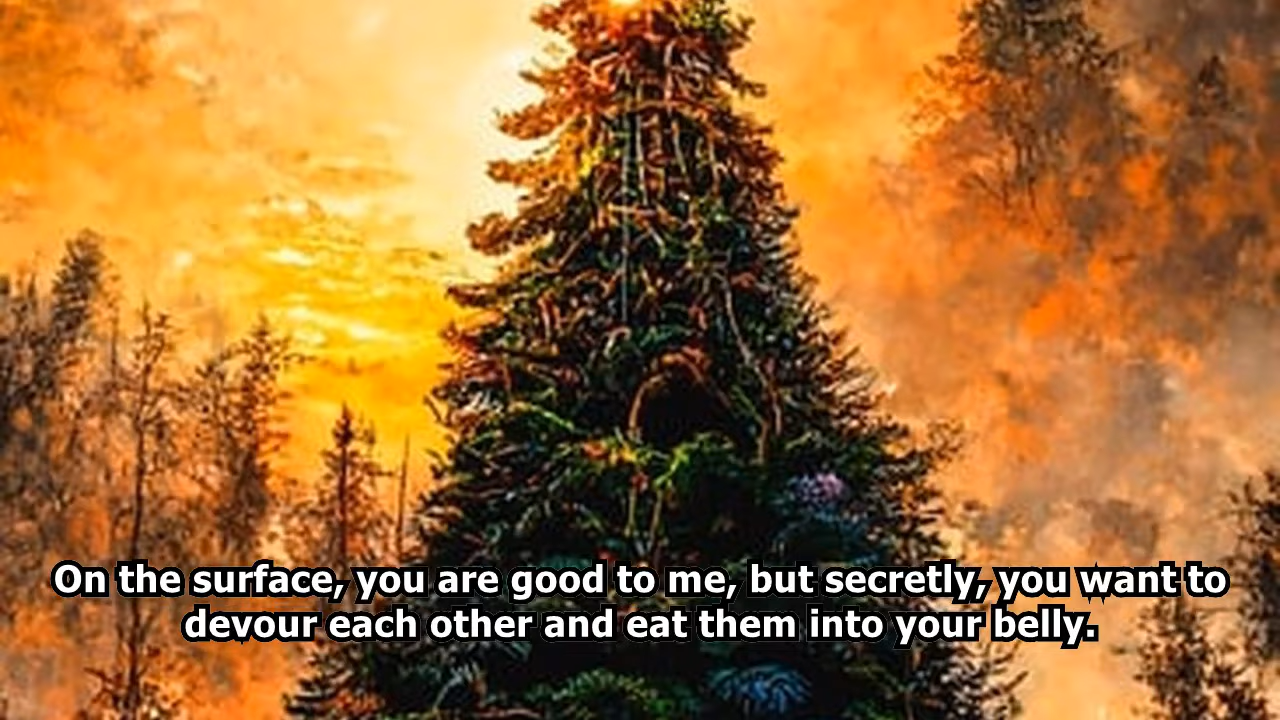 On the surface, you are good to me, but secretly, you want to
devour each other and eat them into your belly.